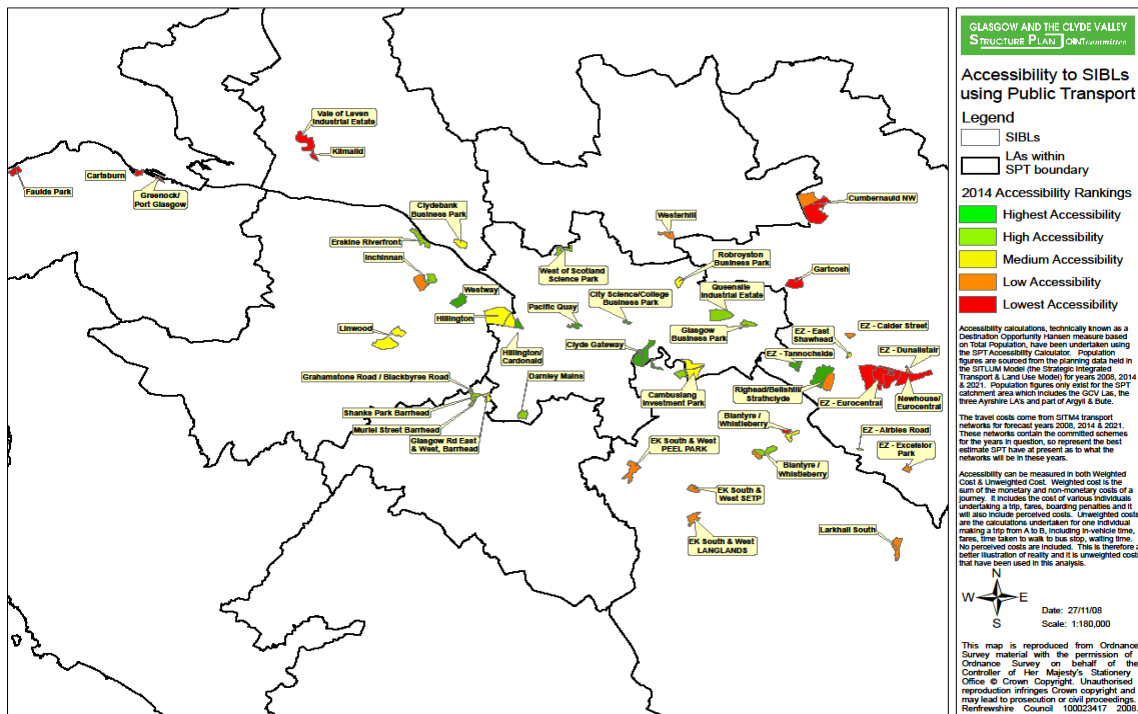 Vale of Leven
Industrial Estate
Kilmalid
Faulds Park
Cartsburn
Greenock/
Port Glasgow
Clydebank
Business Park
Erskine Riverfront
Inchinnan
Westway
Linwood
Hillington
Hillington/
Cardonald
Grahamstone Road / Blackbyres Road
Shanks Park Barrhead
Muriel Street Barrhead
Glasgow Rd East
& West, Barrhead
Darnley Mains
West of Scotland
Science Park
Pacific Quay
City Science/College
Business Park
Clyde Gateway
Westerhill
Robroyston
Business Park
Queenslie
Industrial Estate
Glasgow
Business Park
Cambuslang
Investment Park
Cumbernauld NW
Gartcosh
EZ - Calder Street
EZ - East
Shawhead
EZ - Tannochside
EZ - Dunalistair
Righead/Bellshill/
Strathclyde
EZ - Eurocentral
Newhouse/
Eurocentral
Blantyre /
Whistleberry
Blantyre /
Whistleberry
EZ - Airbles Road
EZ - Excelsior
Park
EK South & West
PEEL PARK
EK South &
West SETP
EK South & West
LANGLANDS
Larkhall South
GLASGOW AND THE CLYDE VALLEY
STRUCTURE PLAN JOINT committee
Accessibility to SIBLs
using Public Transport
Legend
SIBLs
LAs within
SPT boundary
2014 Accessibility Rankings
Highest Accessibility
High Accessibility
Medium Accessibility
Low Accessibility
Lowest Accessibility
Accessibility calculations, technically known as a
Destination Opportunity Hansen measure based
on Total Population, have been undertaken using
the SPT Accessibility Calculator. Population
figures are sourced from the planning data held in
the SITLUM Model (the Strategic Integrated
Transport & Land Use Model) for years 2008, 2014
& 2021. Population figures only exist for the SPT
catchment area which includes the GCV Las, the
three Ayrshire LA's and part of Argyll & Bute.
The travel costs come from SITM4 transport
networks for forecast years 2008, 2014 & 2021.
These networks contain the committed schemes
for the years in question, so represent the best
estimate SPT have at present as to what the
networks will be in these years.
Accessibility can be measured in both Weighted
Cost & Unweighted Cost. Weighted cost is the
sum of the monetary and non-monetary costs of a
journey. It includes the cost of various individuals
undertaking a trip, fares, boarding penalties and it
will also include perceived costs. Unweighted costs
are the calculations undertaken for one individual
making a trip from A to B, including in-vehicle time,
fares, time taken to walk to bus stop, waiting time.
No perceived costs are included. This is therefore a
better illustration of reality and it is unweighted costs
that have been used in this analysis.
N
W E
S
Date: 27/11/08
Scale: 1:180,000
This map is reproduced from Ordnance
Survey material with the permission of
Ordnance Survey on behalf of the
Controller of Her Majesty's Stationery
Office © Crown Copyright. Unauthorised
reproduction infringes Crown copyright and
may lead to prosecution or civil proceedings.
Renfrewshire Council 100023417 2008.